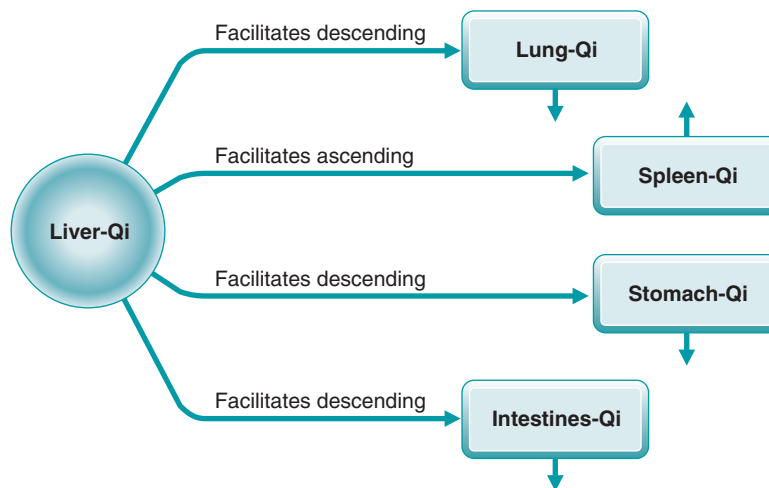 Facilitates descending
Lung-Qi
Facilitates ascending
Spleen-Qi
Liver-Qi
Facilitates descending
Stomach-Qi
Facilitates descending
Intestines-Qi